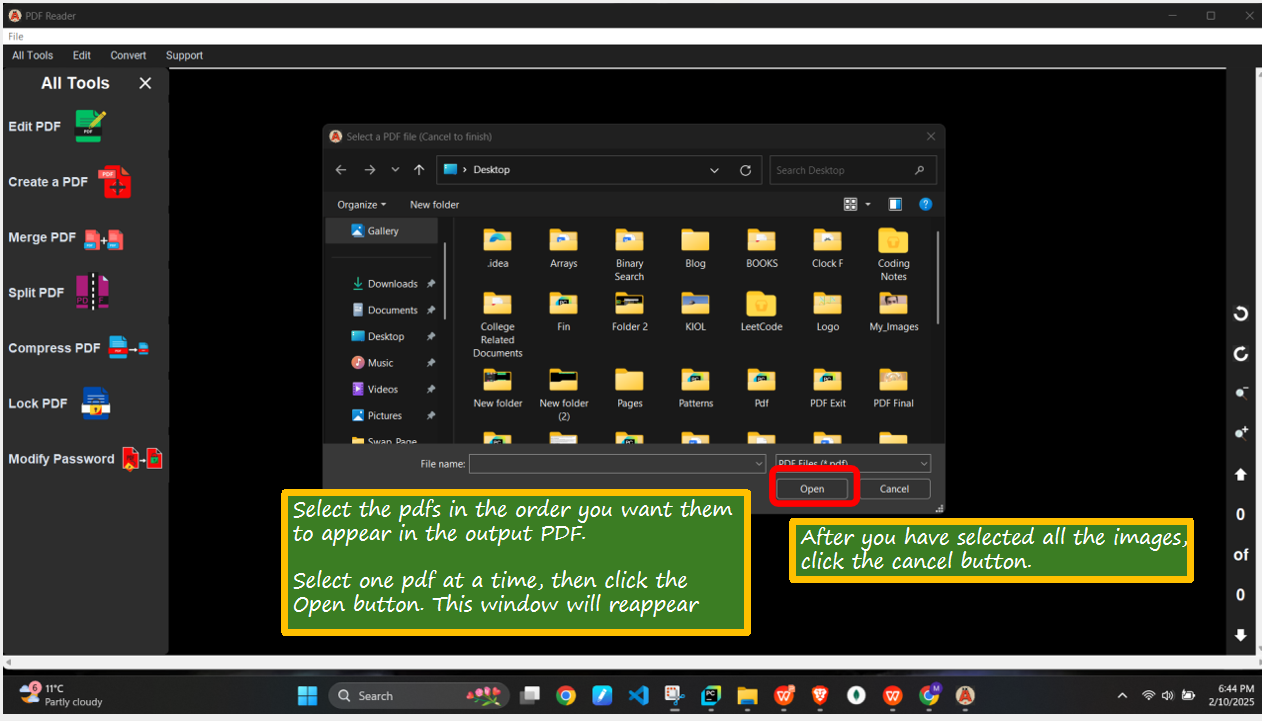 PDF Reader
File
All Tools Edit Convert Support
All Tools
Edit PDF
PDF
Create a PDF
PDF
Merge PDF
Split PDF
PDF
Compress PDF
Lock PDF
Modify Password
Select a PDF file (Cancel to finish)
Desktop
Search Desktop
Organize
New folder
Gallery
Downloads
Documents
Desktop
Music
Videos
Pictures
Swap_Page
.idea Arrays Binary Blog BOOKS Clock F Coding
Search Notes
College Fin Folder 2 KIOL LeetCode Logo My_Images
Related
Documents
New folder New folder Pages Patterns Pdf PDF Exit PDF Final
(2)
File name:
PDF Files (*.pdf)
Open Cancel
Select the pdfs in the order you want them
to appear in the output PDF.
Select one pdf at a time, then click the
Open button. This window will reappear
After you have selected all the images,
click the cancel button.
0
of
0
6
11°C
Partly cloudy
Search
6:44 PM
2/10/2025